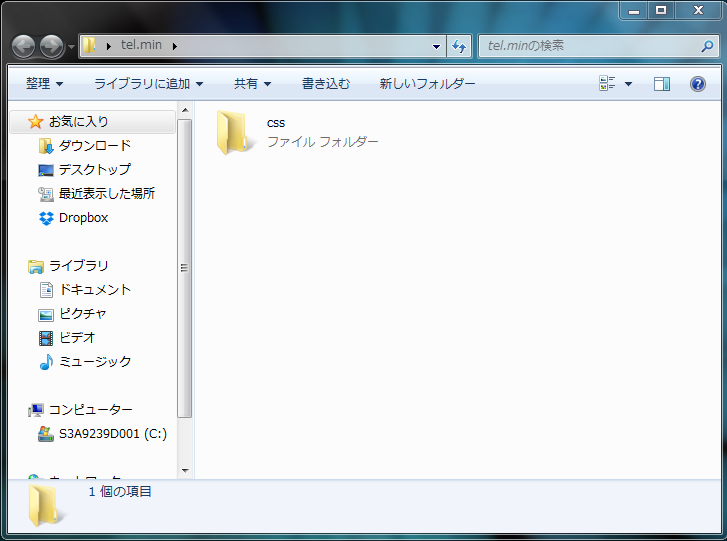 tel.min
tel.minの検索
整理 ライブラリに追加 共有 書き込む 新しいフォルダー
お気に入り
ダウンロード
デスクトップ
最近表示した場所
Dropbox
ライブラリ
ドキュメント
ピクチャ
ビデオ
ミュージック
コンピューター
S3A9239D001 (C:)
css
ファイル フォルダー
1 個の項目